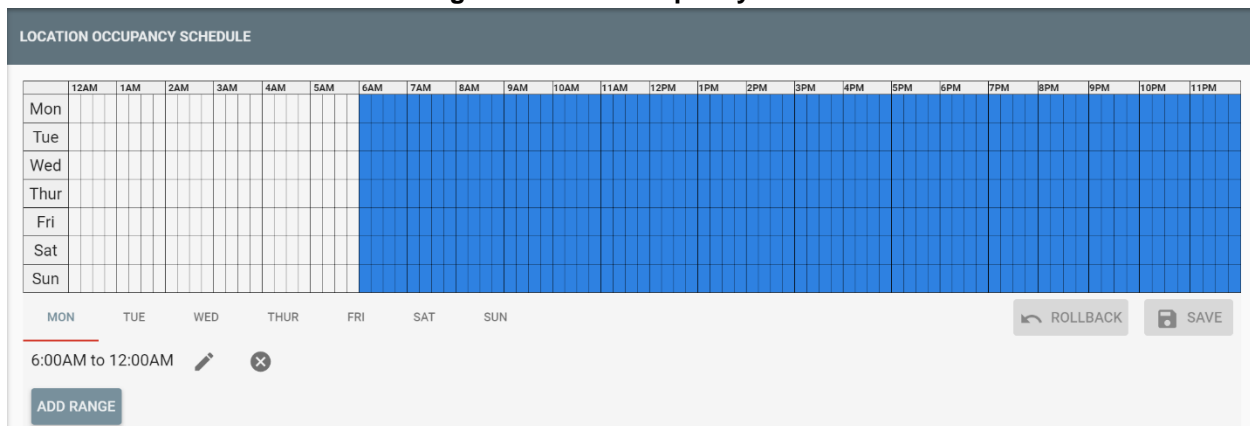 LOCATION OCCUPANCY SCHEDULE
12AM 1AM 2AM 3AM 4AM 5AM 6AM 7AM 8AM 9AM 10AM 11AM 12PM 1PM 2PM 3PM 4PM 5PM 6PM 7PM 8PM 9PM 10PM 11PM
Mon
Tue
Wed
Thur
Fri
Sat
Sun
MON TUE WED THUR FRI SAT SUN ROLLBACK SAVE
6:00AM to 12:00AM
ADD RANGE